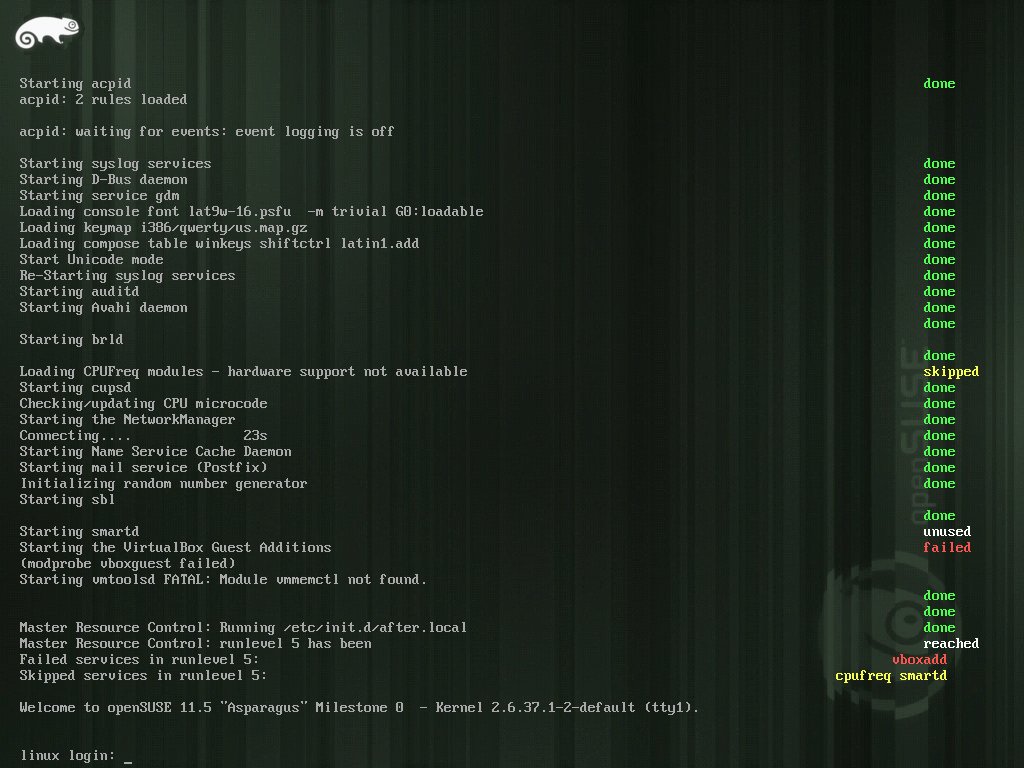 Starting acpid done
acpid: 2 rules loaded
acpid: waiting for events: event logging is off
Starting syslog services done
Starting D-Bus daemon done
Starting service gdm done
Loading console font lat9w-16.psfu  -m trivial G0:loadable done
Loading keymap i386/qwerty/us.map.gz done
Loading compose table winkeys shiftctrl latin1.add done
Start Unicode mode done
Re-Starting syslog services done
Starting auditd done
Starting Avahi daemon done
done
Starting brld
done
Loading CPUFreq modules - hardware support not available skipped
Starting cupsd done
Checking/updating CPU microcode done
Starting the NetworkManager done
Connecting.... 23s done
Starting Name Service Cache Daemon done
Starting mail service (Postfix) done
Initializing random number generator done
Starting sbl
done
Starting smartd unused
Starting the VirtualBox Guest Additions failed
(modprobe vboxguest failed)
Starting vmtoolsd FATAL: Module vmmemctl not found.
done
done
Master Resource Control: Running /etc/init.d/after.local done
Master Resource Control: runlevel 5 has been reached
Failed services in runlevel 5: vboxadd
Skipped services in runlevel 5: cpufreq smartd
Welcome to openSUSE 11.5 "Asparagus" Milestone 0  - Kernel 2.6.37.1-2-default (tty1).
linux login: _
openSUSE